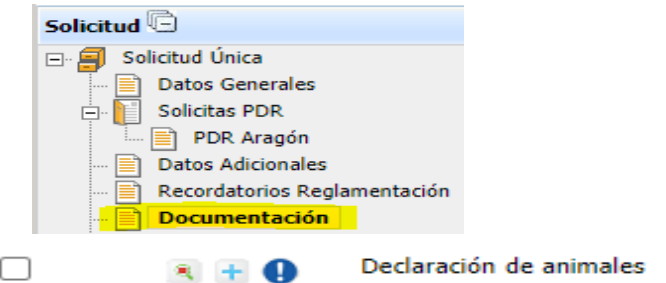 Solicitud
Solicitud Única
Datos Generales
Solicitas PDR
PDR Aragón
Datos Adicionales
Recordatorios Reglamentación
Documentación
Declaración de animales